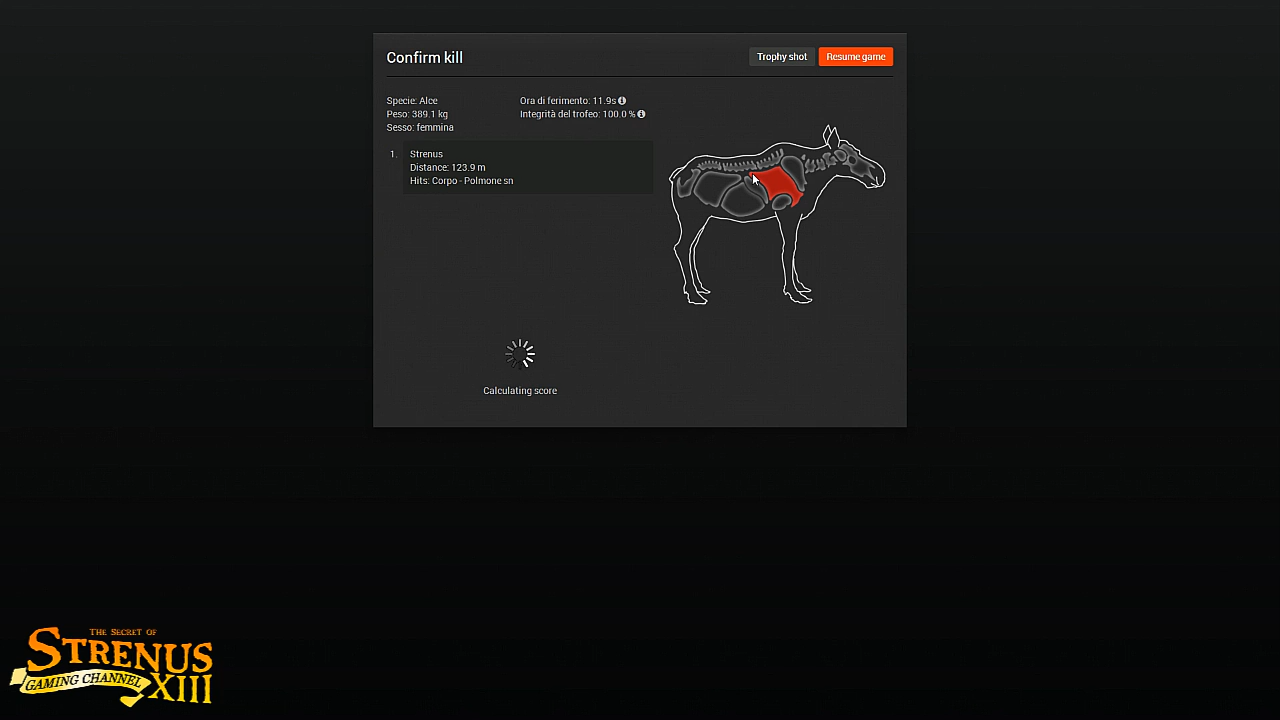 Confirm kill
Trophy shot
Resume game
Specie: Alce
Peso: 389.1 kg
Sesso: femmina
Ora di ferimento: 11.9s
Integrità del trofeo: 100.0 %
1.
Strenus
Distance: 123.9 m
Hits: Corpo - Polmone sn
Calculating score
THE SECRET OF
STRENUS
GAMING CHANNEL
XIII